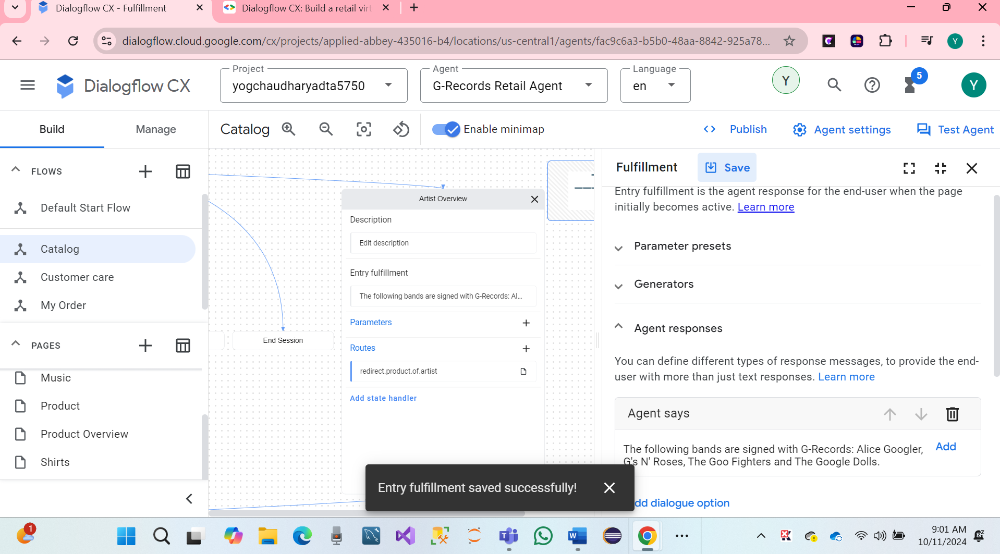 Dialogflow CX - Fulfillment
Dialogflow CX: Build a retail virt
dialogflow.cloud.google.com/cx/projects/applied-abbey-435016-b4/locations/us-central1/agents/fac9c6a3-b5b0-48aa-8842-925a78...
Y
Dialogflow CX
Project
yogchaudharyadta5750
Agent
G-Records Retail Agent
Language
en
Y
5
Y
Build
Manage
Catalog
Enable minimap
Publish
Agent settings
Test Agent
FLOWS
Default Start Flow
Catalog
Customer care
My Order
PAGES
Music
Product
Product Overview
Shirts
End Session
Artist Overview
Description
Edit description
Entry fulfillment
The following bands are signed with G-Records: Al...
Parameters
Routes
redirect.product.of.artist
Add state handler
Fulfillment
Save
Entry fulfillment is the agent response for the end-user when the page
initially becomes active. Learn more
Parameter presets
Generators
Agent responses
You can define different types of response messages, to provide the end-
user with more than just text responses. Learn more
Agent says
The following bands are signed with G-Records: Alice Googler,
G's N' Roses, The Goo Fighters and The Google Dolls.
Add
dd dialogue option
Entry fulfillment saved successfully!
1
9:01 AM
10/11/2024